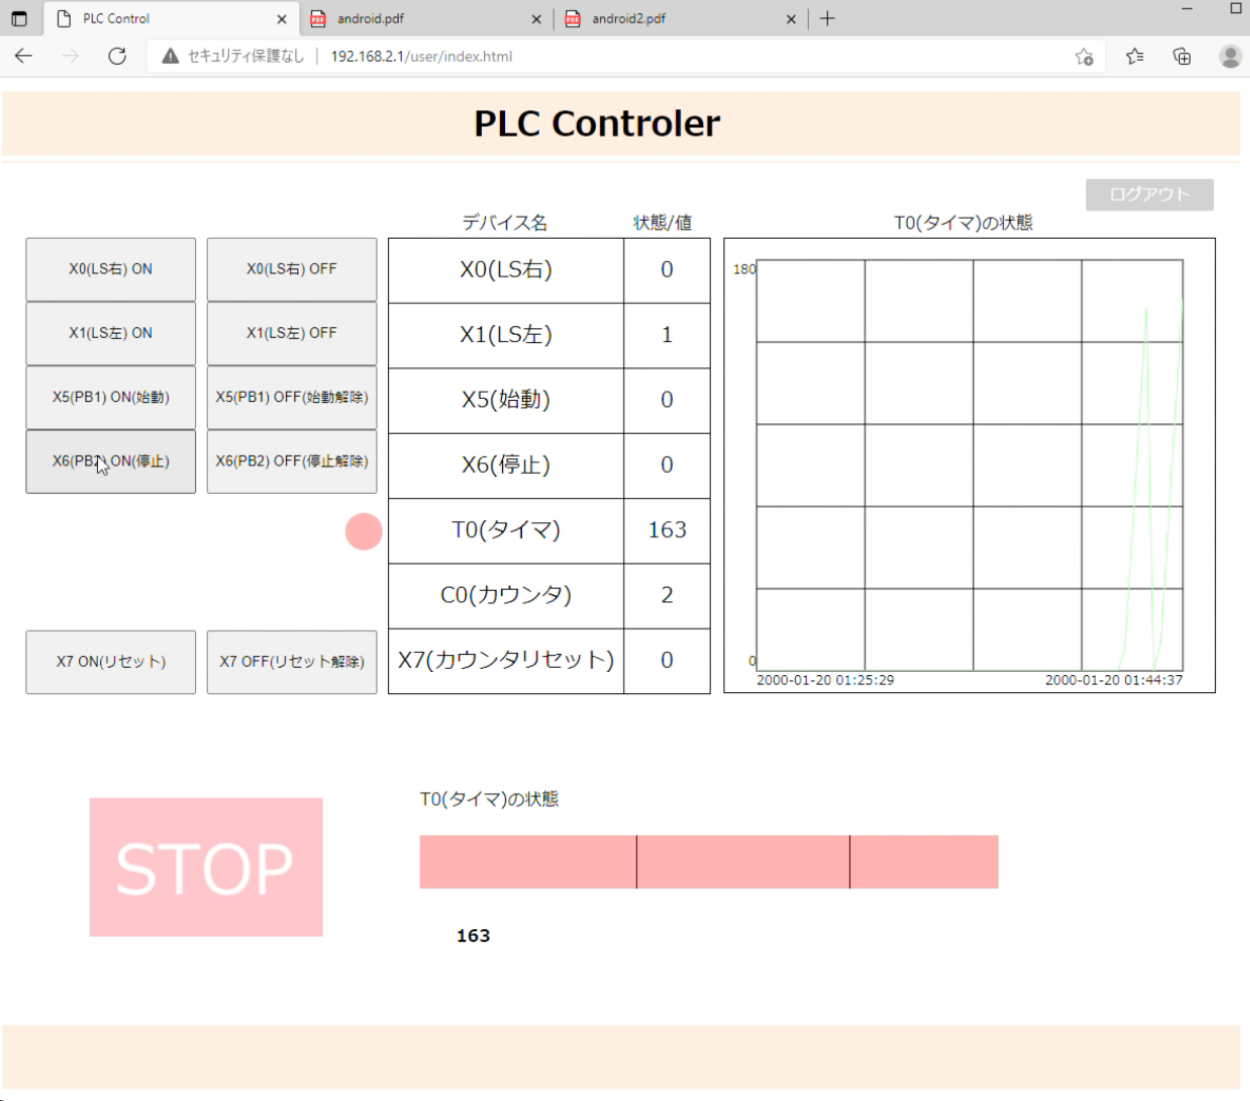 PLC Control
android.pdf
android2.pdf
セキュリティ保護なし 192.168.2.1/user/index.html
PLC Controler
ログアウト
デバイス名 状態/値 T0(タイマ)の状態
X0(LS右) ON X0(LS右) OFF X0(LS右) 0
X1(LS左) ON X1(LS左) OFF X1(LS左) 1
X5(PB1) ON(始動) X5(PB1) OFF(始動解除) X5(始動) 0
X6(PB2) ON(停止) X6(PB2) OFF(停止解除) X6(停止) 0
T0(タイマ) 163
C0(カウンタ) 2
X7 ON(リセット) X7 OFF(リセット解除) X7(カウンタリセット) 0
180
0
2000-01-20 01:25:29 2000-01-20 01:44:37
STOP
T0(タイマ)の状態
163